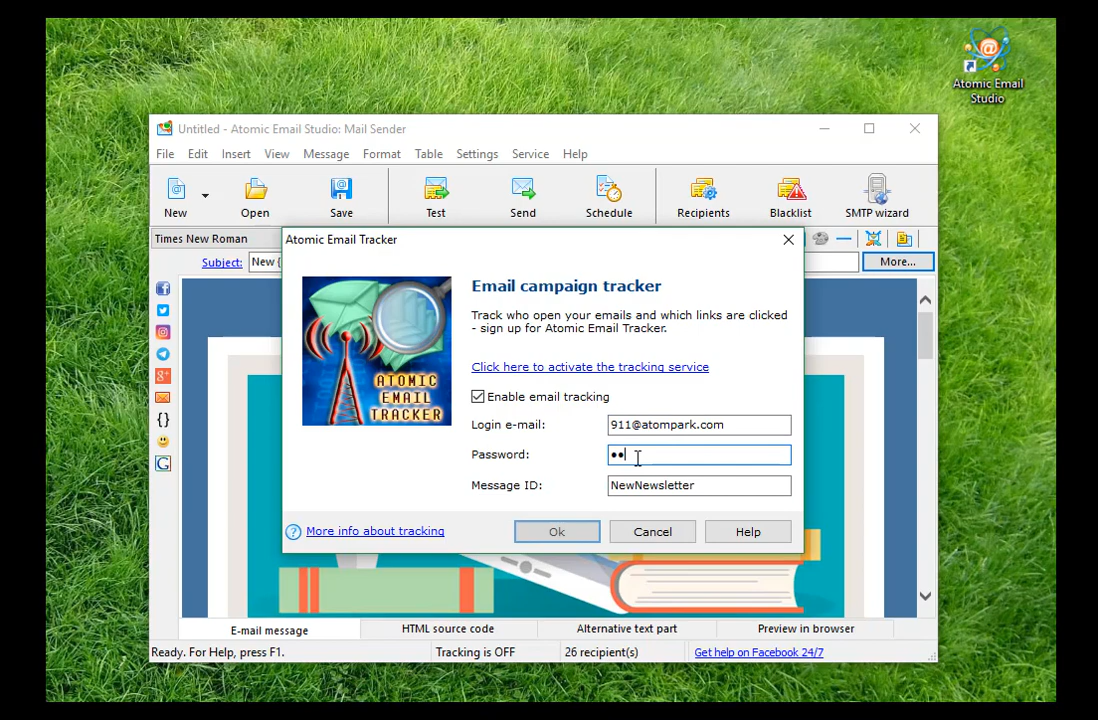 Atomic Email
Studio
Untitled - Atomic Email Studio: Mail Sender
File Edit Insert View Message Format Table Settings Service Help
New Open Save Test Send Schedule Recipients Blacklist SMTP wizard
Times New Roman
Subject: New { More...
Atomic Email Tracker
ATOMIC
EMAIL
TRACKER
Email campaign tracker
Track who open your emails and which links are clicked
- sign up for Atomic Email Tracker.
Click here to activate the tracking service
Enable email tracking
Login e-mail: 911@atompark.com
Password: ••
Message ID: NewNewsletter
More info about tracking Ok Cancel Help
E-mail message HTML source code Alternative text part Preview in browser
Ready. For Help, press F1. Tracking is OFF 26 recipient(s) Get help on Facebook 24/7